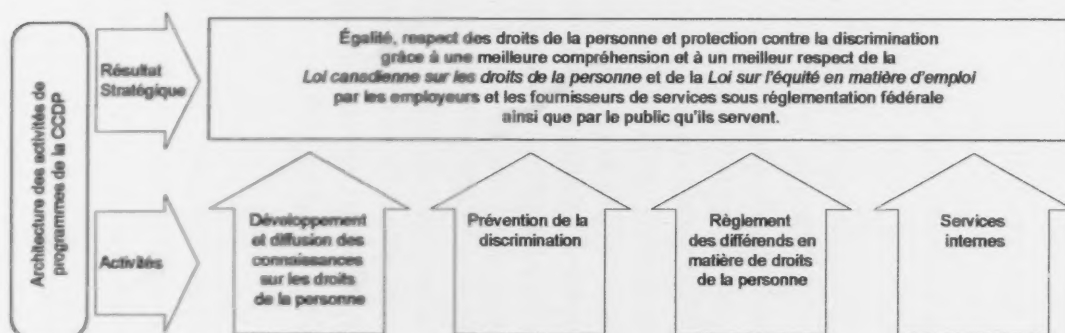 Architecture des activités de
programmes de la CCDP
Résultat
Stratégique
Égalité, respect des droits de la personne et protection contre la discrimination
grâce à une meilleure compréhension et à un meilleur respect de la
Loi canadienne sur les droits de la personne et de la Loi sur l'équité en matière d'emploi
par les employeurs et les fournisseurs de services sous réglementation fédérale
ainsi que par le public qu'ils servent.
Activités
Développement
et diffusion des
connaissances
sur les droits
de la personne
Prévention de la
discrimination
Règlement
des différends en
matière de droits
de la personne
Services
internes